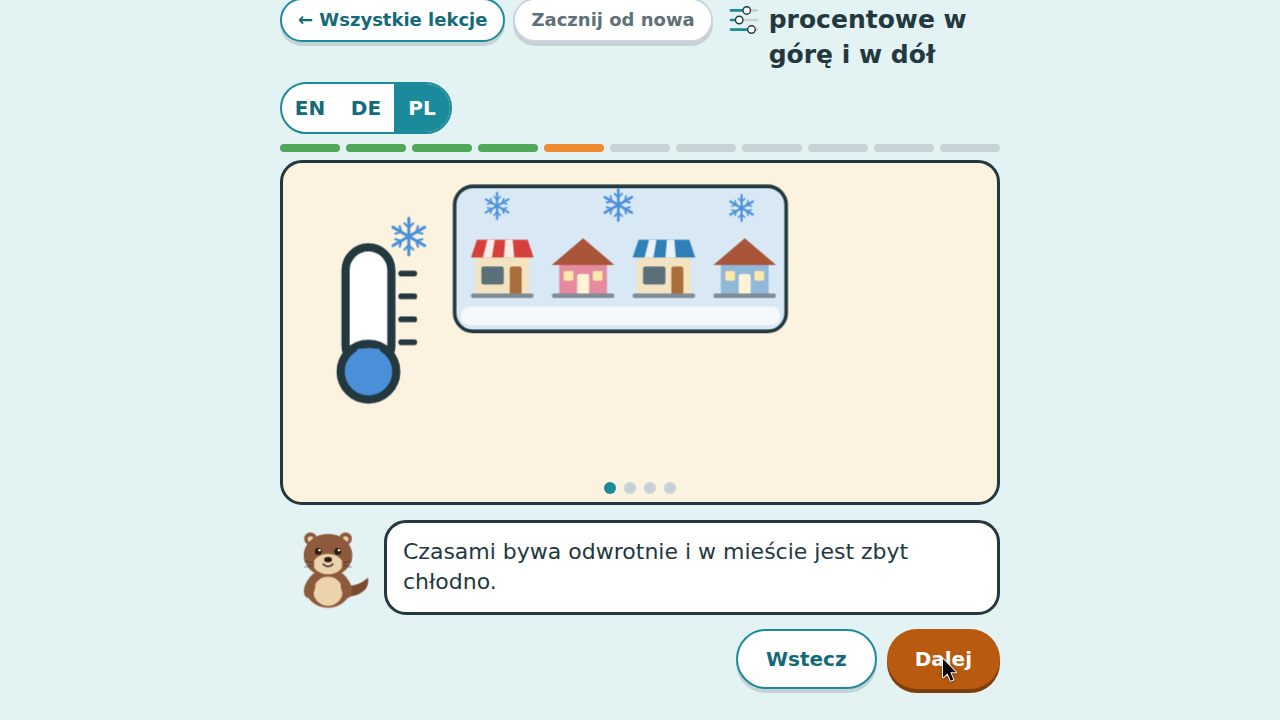 ← Wszystkie lekcje
Zacznij od nowa
procentowe w
górę i w dół
EN DE PL
Czasami bywa odwrotnie i w mieście jest zbyt
chłodno.
Wstecz
Dalej